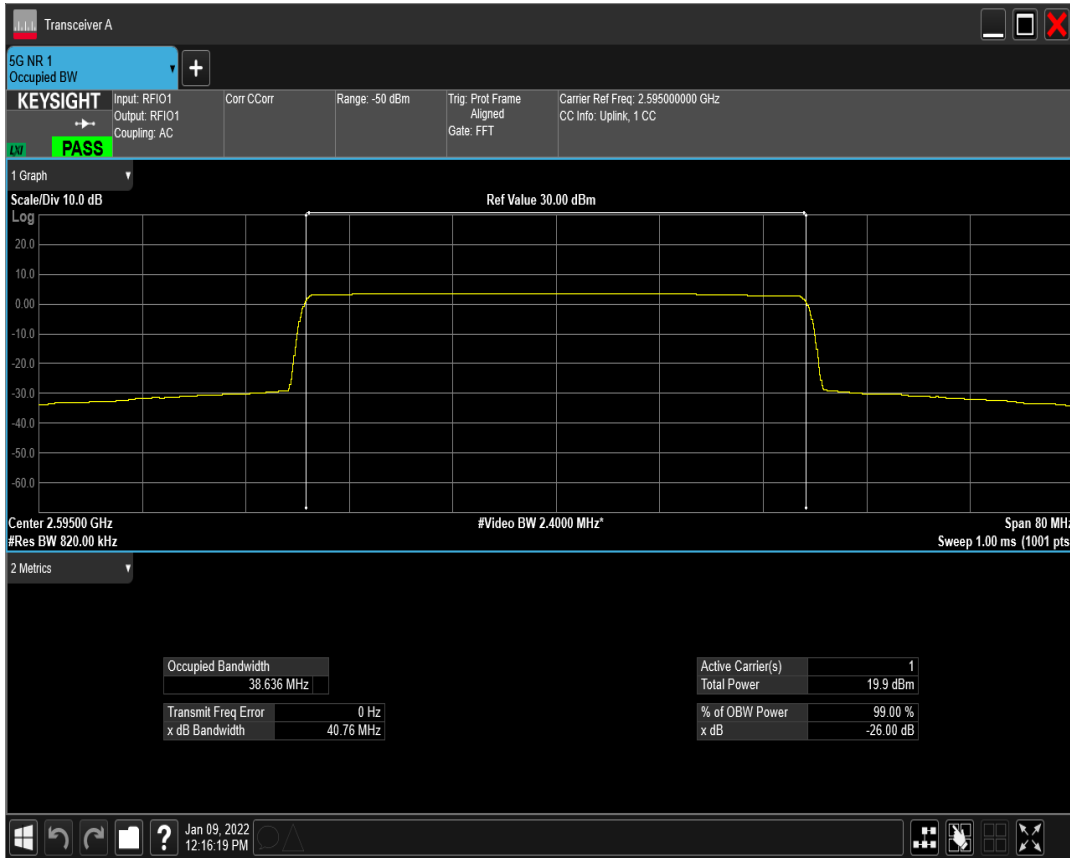 Transceiver A
5G NR 1
Occupied BW
+
KEYSIGHT
LXI
PASS
Input: RFIO1
Output: RFIO1
Coupling: AC
Corr CCorr
Range: -50 dBm
Trig: Prot Frame
Aligned
Gate: FFT
Carrier Ref Freq: 2.595000000 GHz
CC Info: Uplink, 1 CC
1 Graph
Scale/Div 10.0 dB
Ref Value 30.00 dBm
Log
20.0
10.0
0.00
-10.0
-20.0
-30.0
-40.0
-50.0
-60.0
Center 2.59500 GHz
#Video BW 2.4000 MHz*
Span 80 MHz
#Res BW 820.00 kHz
Sweep 1.00 ms (1001 pts
2 Metrics
Occupied Bandwidth
38.636 MHz
Transmit Freq Error 0 Hz
x dB Bandwidth 40.76 MHz
Active Carrier(s) 1
Total Power 19.9 dBm
% of OBW Power 99.00 %
x dB -26.00 dB
?
Jan 09, 2022
12:16:19 PM